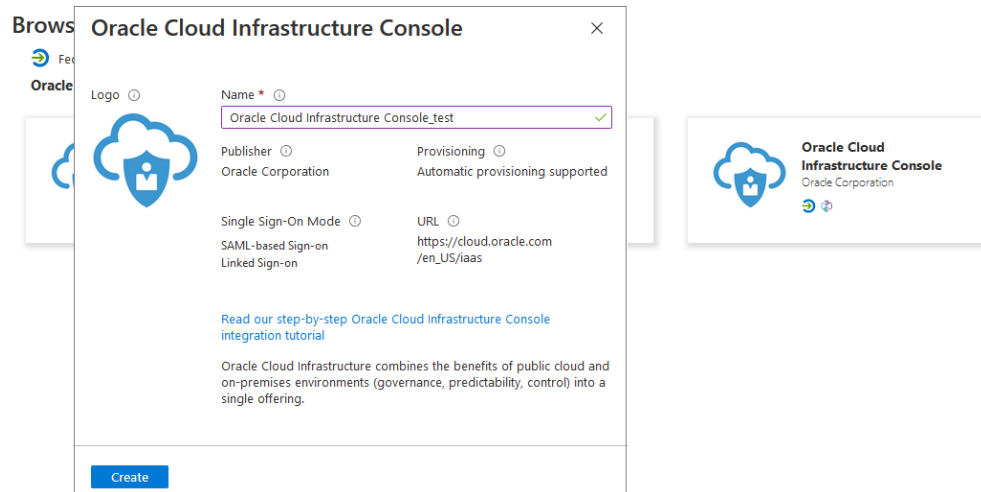 Brows
Fe
Oracle
Oracle Cloud Infrastructure Console
Logo
Name *
Oracle Cloud Infrastructure Console_test
Publisher
Provisioning
Oracle Corporation
Automatic provisioning supported
Single Sign-On Mode
URL
SAML-based Sign-on
Linked Sign-on
https://cloud.oracle.com
/en_US/iaas
Read our step-by-step Oracle Cloud Infrastructure Console
integration tutorial
Oracle Cloud Infrastructure combines the benefits of public cloud and
on-premises environments (governance, predictability, control) into a
single offering.
Create
Oracle Cloud
Infrastructure Console
Oracle Corporation